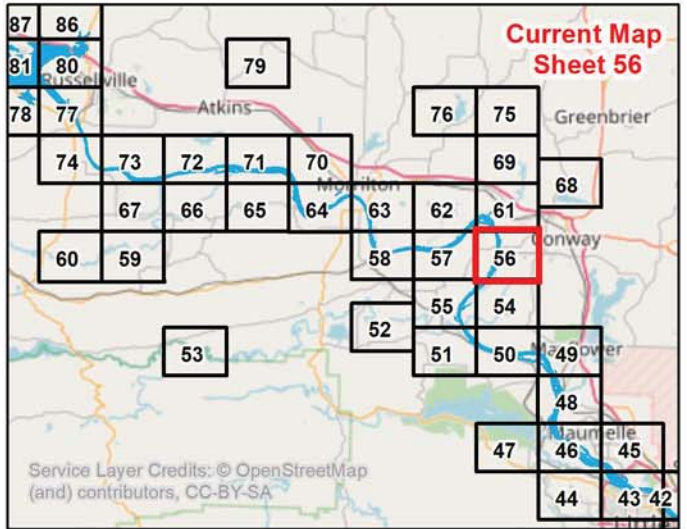 87 86
Current Map
Sheet 56
81 80 79
Russellville
78 77 Atkins 76 75 Greenbrier
74 73 72 71 70 69
Morrilton 68
67 66 65 64 63 62 61
Conway
60 59 58 57 56
55 54
53 52 51 50 49
48
Maumelle
47 46 45
Service Layer Credits: © OpenStreetMap
(and) contributors, CC-BY-SA
44 43 42